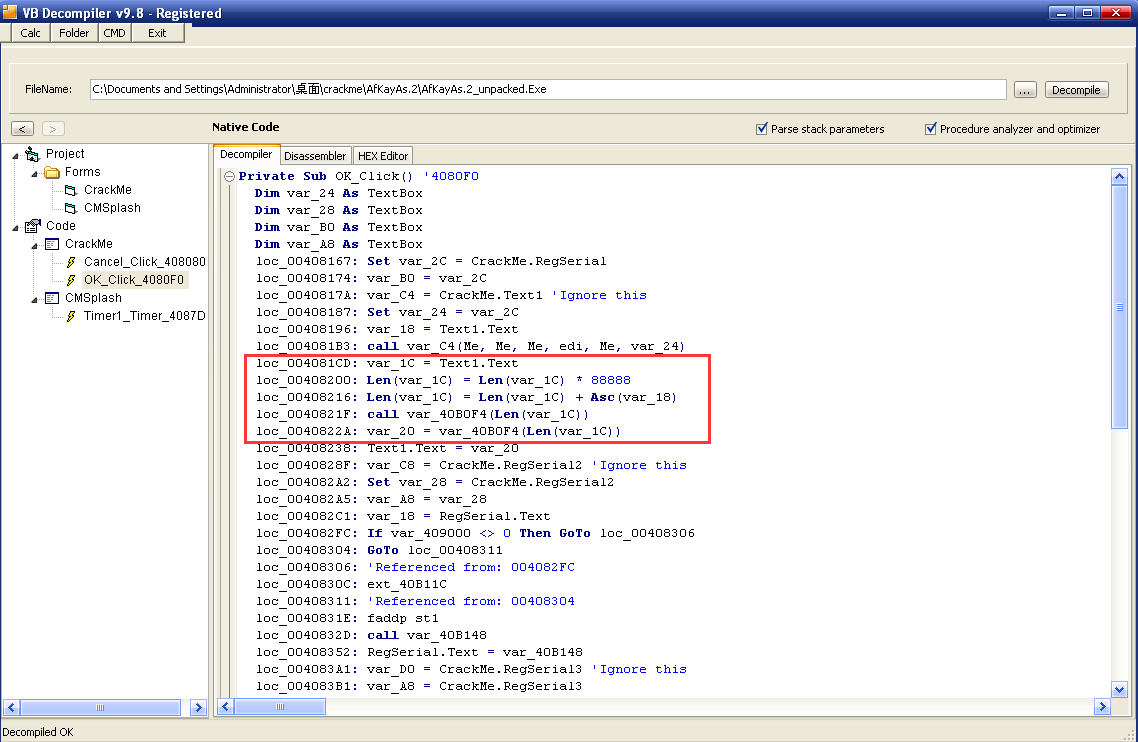 VB Decompiler v9.8 - Registered
Calc Folder CMD Exit
FileName: C:\Documents and Settings\Administrator\桌面\crackme\AfKayAs.2\AfKayAs.2_unpacked.Exe ... Decompile
< > Native Code Parse stack parameters Procedure analyzer and optimizer
Project
Forms
CrackMe
CMSplash
Code
CrackMe
Cancel_Click_408080
OK_Click_4080F0
CMSplash
Timer1_Timer_4087D
Decompiler Disassembler HEX Editor
Private Sub OK_Click() '4080F0
Dim var_24 As TextBox
Dim var_28 As TextBox
Dim var_B0 As TextBox
Dim var_A8 As TextBox
loc_00408167: Set var_2C = CrackMe.RegSerial
loc_00408174: var_B0 = var_2C
loc_0040817A: var_C4 = CrackMe.Text1 'Ignore this
loc_00408187: Set var_24 = var_2C
loc_00408196: var_18 = Text1.Text
loc_004081B3: call var_C4(Me, Me, Me, edi, Me, var_24)
loc_004081CD: var_1C = Text1.Text
loc_00408200: Len(var_1C) = Len(var_1C) * 88888
loc_00408216: Len(var_1C) = Len(var_1C) + Asc(var_18)
loc_0040821F: call var_40B0F4(Len(var_1C))
loc_0040822A: var_20 = var_40B0F4(Len(var_1C))
loc_00408238: Text1.Text = var_20
loc_0040828F: var_C8 = CrackMe.RegSerial2 'Ignore this
loc_004082A2: Set var_28 = CrackMe.RegSerial2
loc_004082A5: var_A8 = var_28
loc_004082C1: var_18 = RegSerial.Text
loc_004082FC: If var_409000 <> 0 Then GoTo loc_00408306
loc_00408304: GoTo loc_00408311
loc_00408306: 'Referenced from: 004082FC
loc_0040830C: ext_40B11C
loc_00408311: 'Referenced from: 00408304
loc_0040831E: faddp st1
loc_0040832D: call var_40B148
loc_00408352: RegSerial.Text = var_40B148
loc_004083A1: var_D0 = CrackMe.RegSerial3 'Ignore this
loc_004083B1: var_A8 = CrackMe.RegSerial3
Decompiled OK